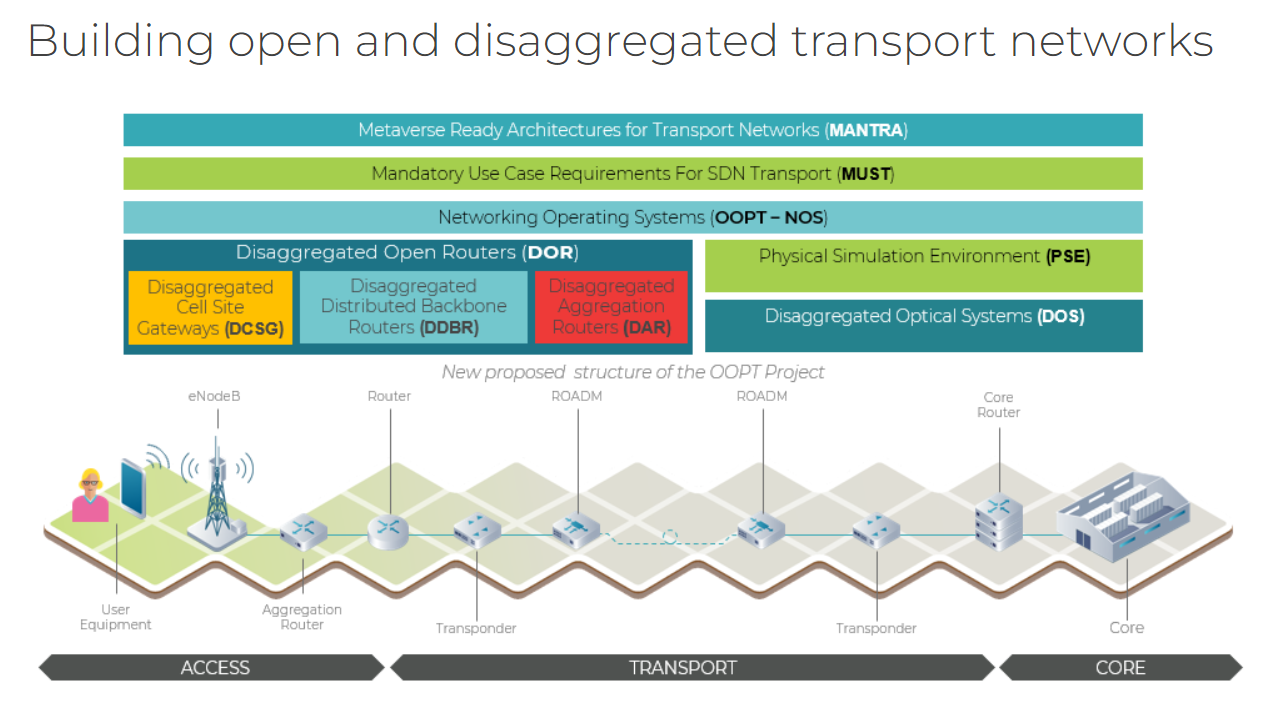 Building open and disaggregated transport networks
Metaverse Ready Architectures for Transport Networks (MANTRA)
Mandatory Use Case Requirements For SDN Transport (MUST)
Networking Operating Systems (OOPT – NOS)
Disaggregated Open Routers (DOR)
Disaggregated
Cell Site
Gateways (DCSG)
Disaggregated
Distributed Backbone
Routers (DDBR)
Disaggregated
Aggregation
Routers (DAR)
Physical Simulation Environment (PSE)
Disaggregated Optical Systems (DOS)
New proposed structure of the OOPT Project
eNodeB
Router
ROADM
ROADM
Core
Router
User
Equipment
Aggregation
Router
Transponder
Transponder
Core
ACCESS
TRANSPORT
CORE